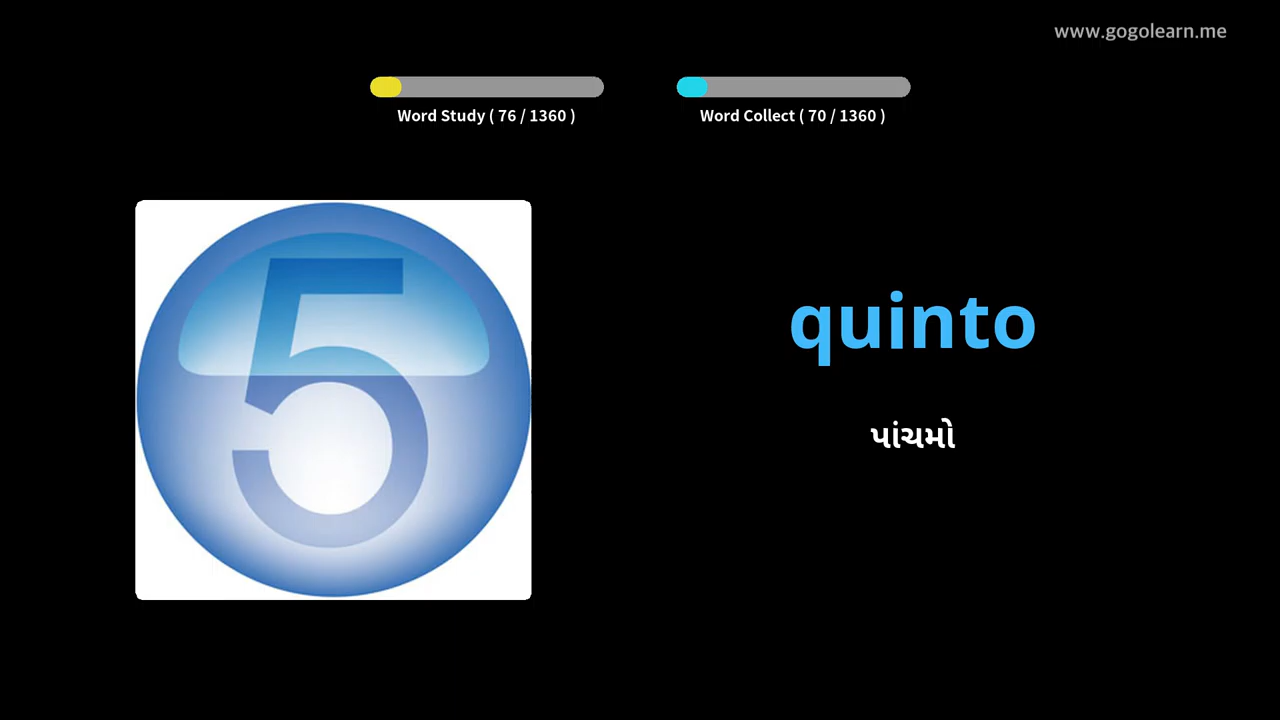 www.gogolearn.me
Word Study ( 76 / 1360 )
Word Collect ( 70 / 1360 )
5
quinto
પાંચમો